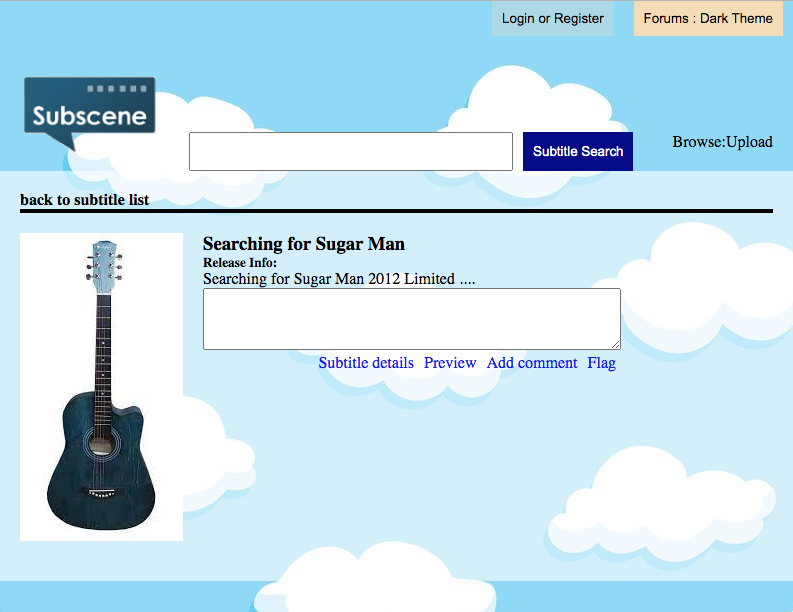 Login or Register
Forums : Dark Theme
Subscene
Subtitle Search
Browse:Upload
back to subtitle list
Searching for Sugar Man
Release Info:
Searching for Sugar Man 2012 Limited ....
Subtitle details Preview Add comment Flag